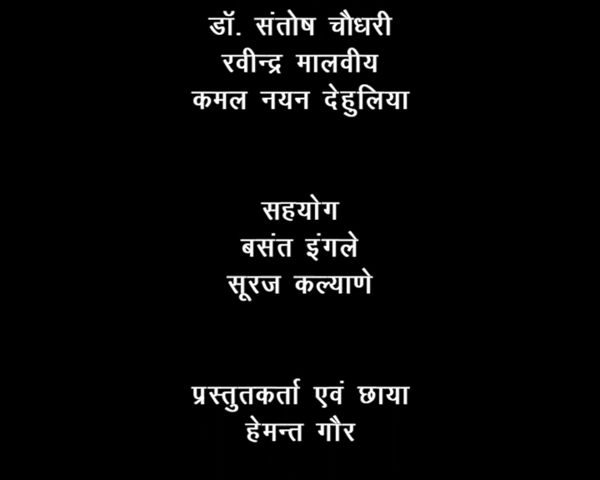 डॉ. संतोष चौधरी
रवीन्द्र मालवीय
कमल नयन देहुलिया
सहयोग
बसंत इंगले
सूरज कल्याणे
प्रस्तुतकर्ता एवं छाया
हेमन्त गौर